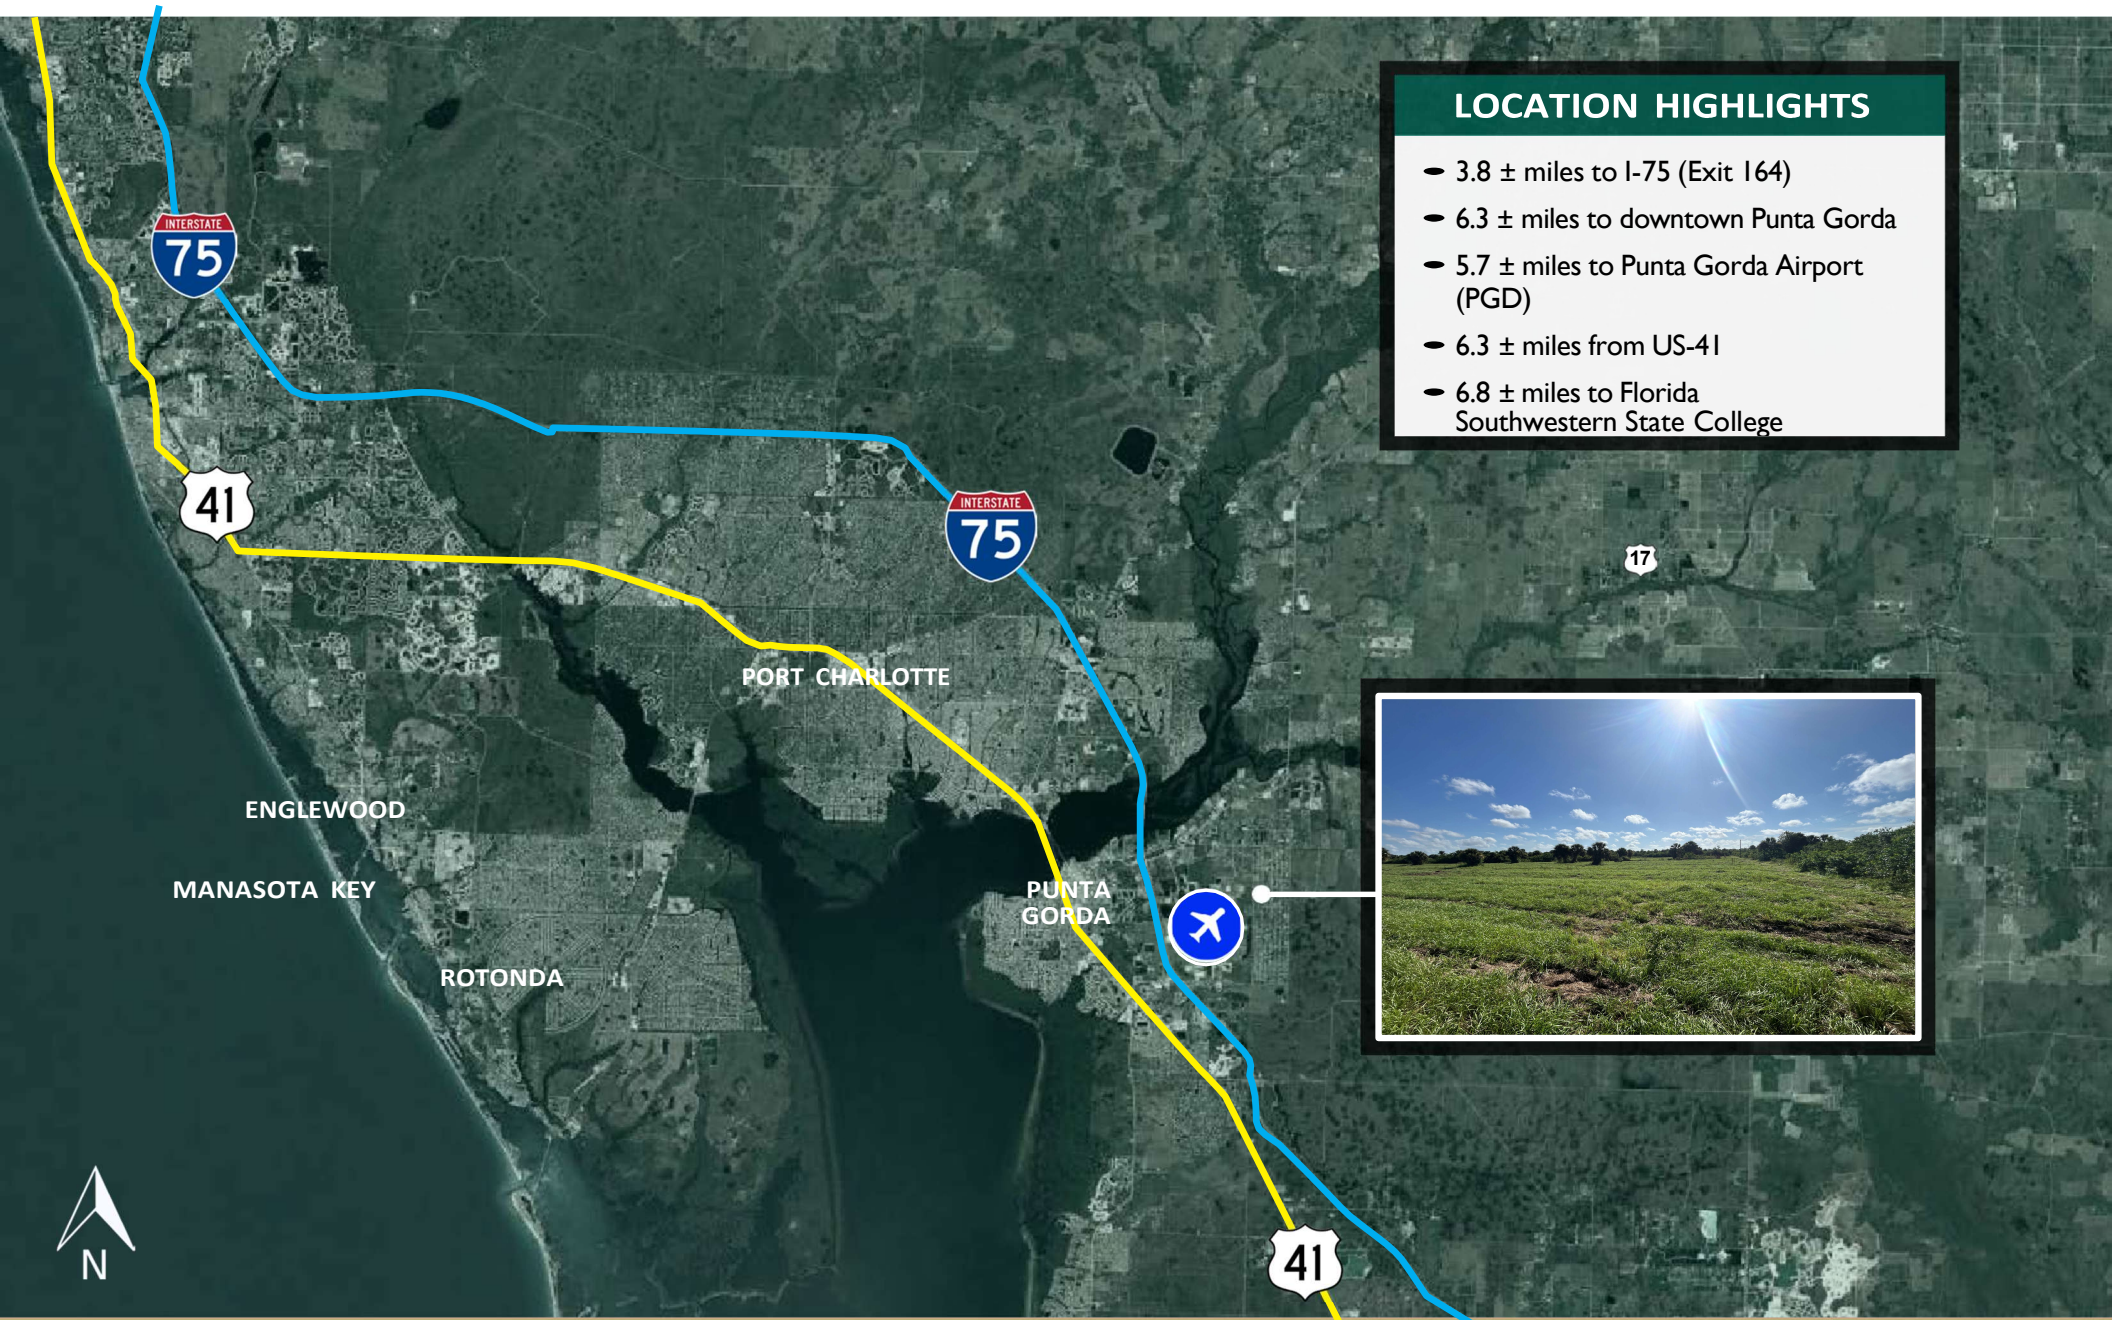 LOCATION HIGHLIGHTS
3.8 ± miles to I-75 (Exit 164)
6.3 ± miles to downtown Punta Gorda
5.7 ± miles to Punta Gorda Airport
(PGD)
6.3 ± miles from US-41
6.8 ± miles to Florida
Southwestern State College
INTERSTATE
75
41
INTERSTATE
75
17
PORT CHARLOTTE
ENGLEWOOD
MANASOTA KEY
PUNTA
GORDA
ROTONDA
N
41